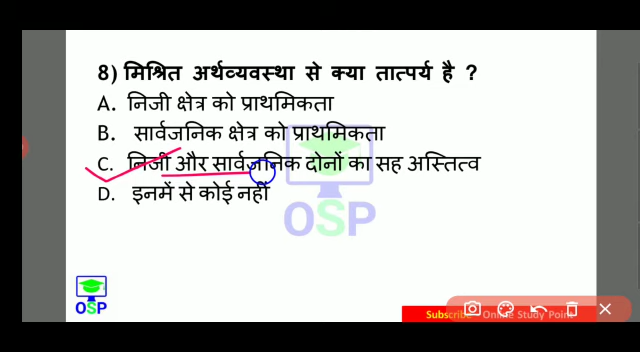 8) मिश्रित अर्थव्यवस्था से क्या तात्पर्य है ?
A. निजी क्षेत्र को प्राथमिकता
B. सार्वजनिक क्षेत्र को प्राथमिकता
C. निजी और सार्वजनिक दोनों का सह अस्तित्व
D. इनमें से कोई नहीं
OSP
OSP
Subscribe - Online Study Point